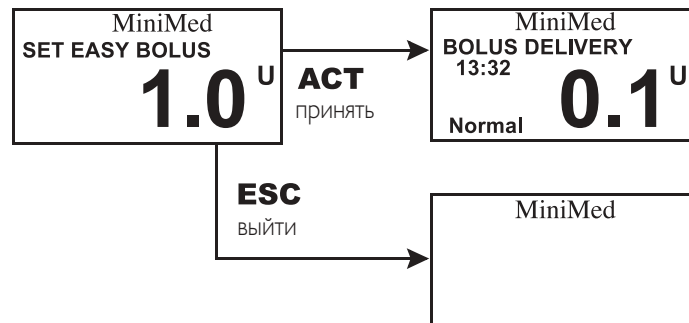 MiniMed
SET EASY BOLUS
1.0 U
ACT
принять
MiniMed
BOLUS DELIVERY
13:32
0.1 U
Normal
ESC
выйти
MiniMed